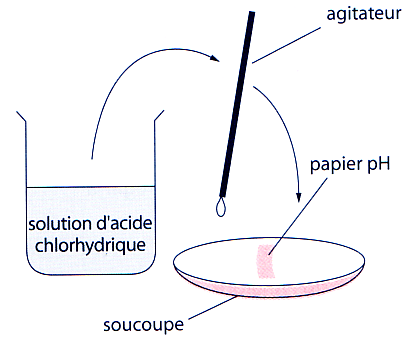 agitateur
papier pH
solution d'acide
chlorhydrique
soucoupe